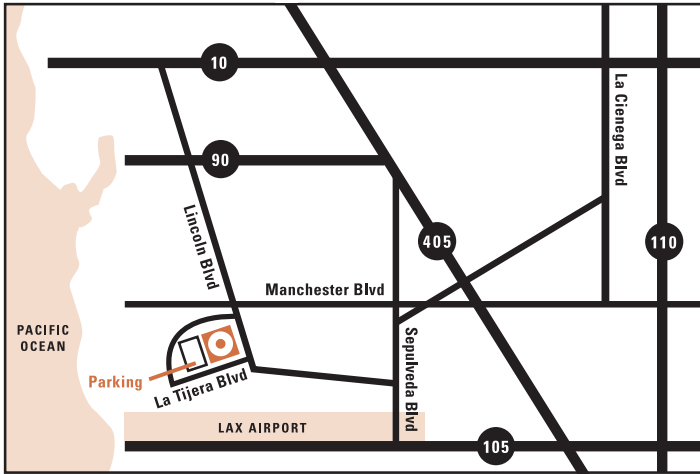 10
La Cienega Blvd
90
Lincoln Blvd
405
110
Manchester Blvd
PACIFIC
OCEAN
Parking
La Tijera Blvd
Sepulveda Blvd
LAX AIRPORT
105